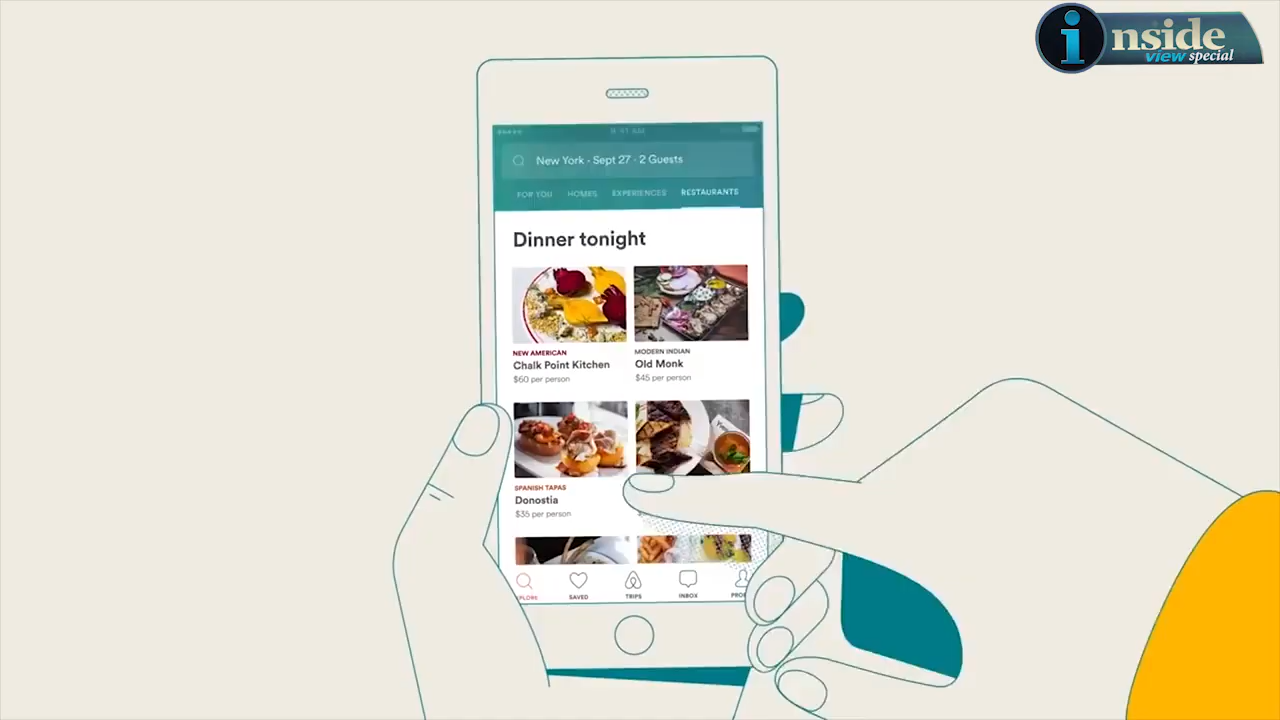 inside
view special
New York - Sept 27 - 2 Guests
FOR YOU HOMES EXPERIENCES RESTAURANTS
Dinner tonight
NEW AMERICAN
Chalk Point Kitchen
$60 per person
MODERN INDIAN
Old Monk
$45 per person
SPANISH TAPAS
Donostia
$35 per person
PLORE SAVED TRIPS INBOX PRO